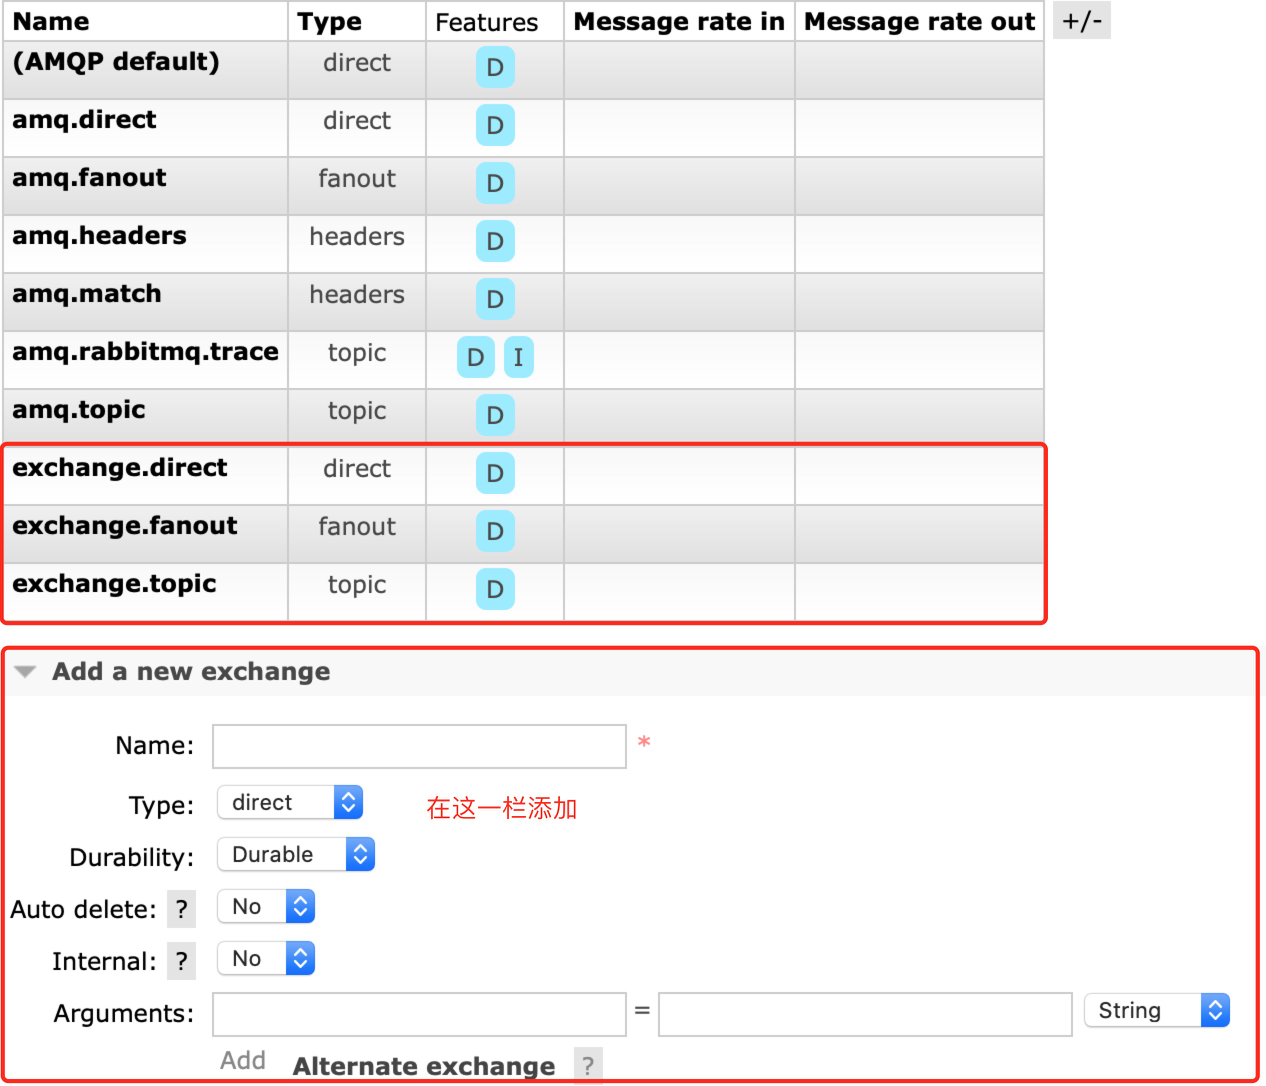 Name Type Features Message rate in Message rate out +/-
(AMQP default) direct D
amq.direct direct D
amq.fanout fanout D
amq.headers headers D
amq.match headers D
amq.rabbitmq.trace topic D I
amq.topic topic D
exchange.direct direct D
exchange.fanout fanout D
exchange.topic topic D
Add a new exchange
Name: *
Type: direct 在这一栏添加
Durability: Durable
Auto delete: ? No
Internal: ? No
Arguments: = String
Add Alternate exchange ?